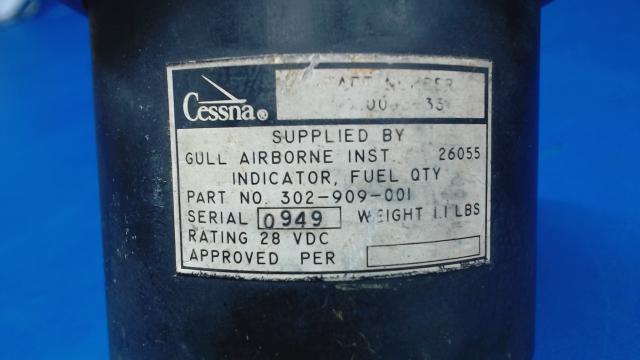 Cessna®
SUPPLIED BY
GULL AIRBORNE INST. 26055
INDICATOR, FUEL QTY
PART NO. 302-909-001
SERIAL 0949 WEIGHT 1.1 LBS
RATING 28 VDC
APPROVED PER